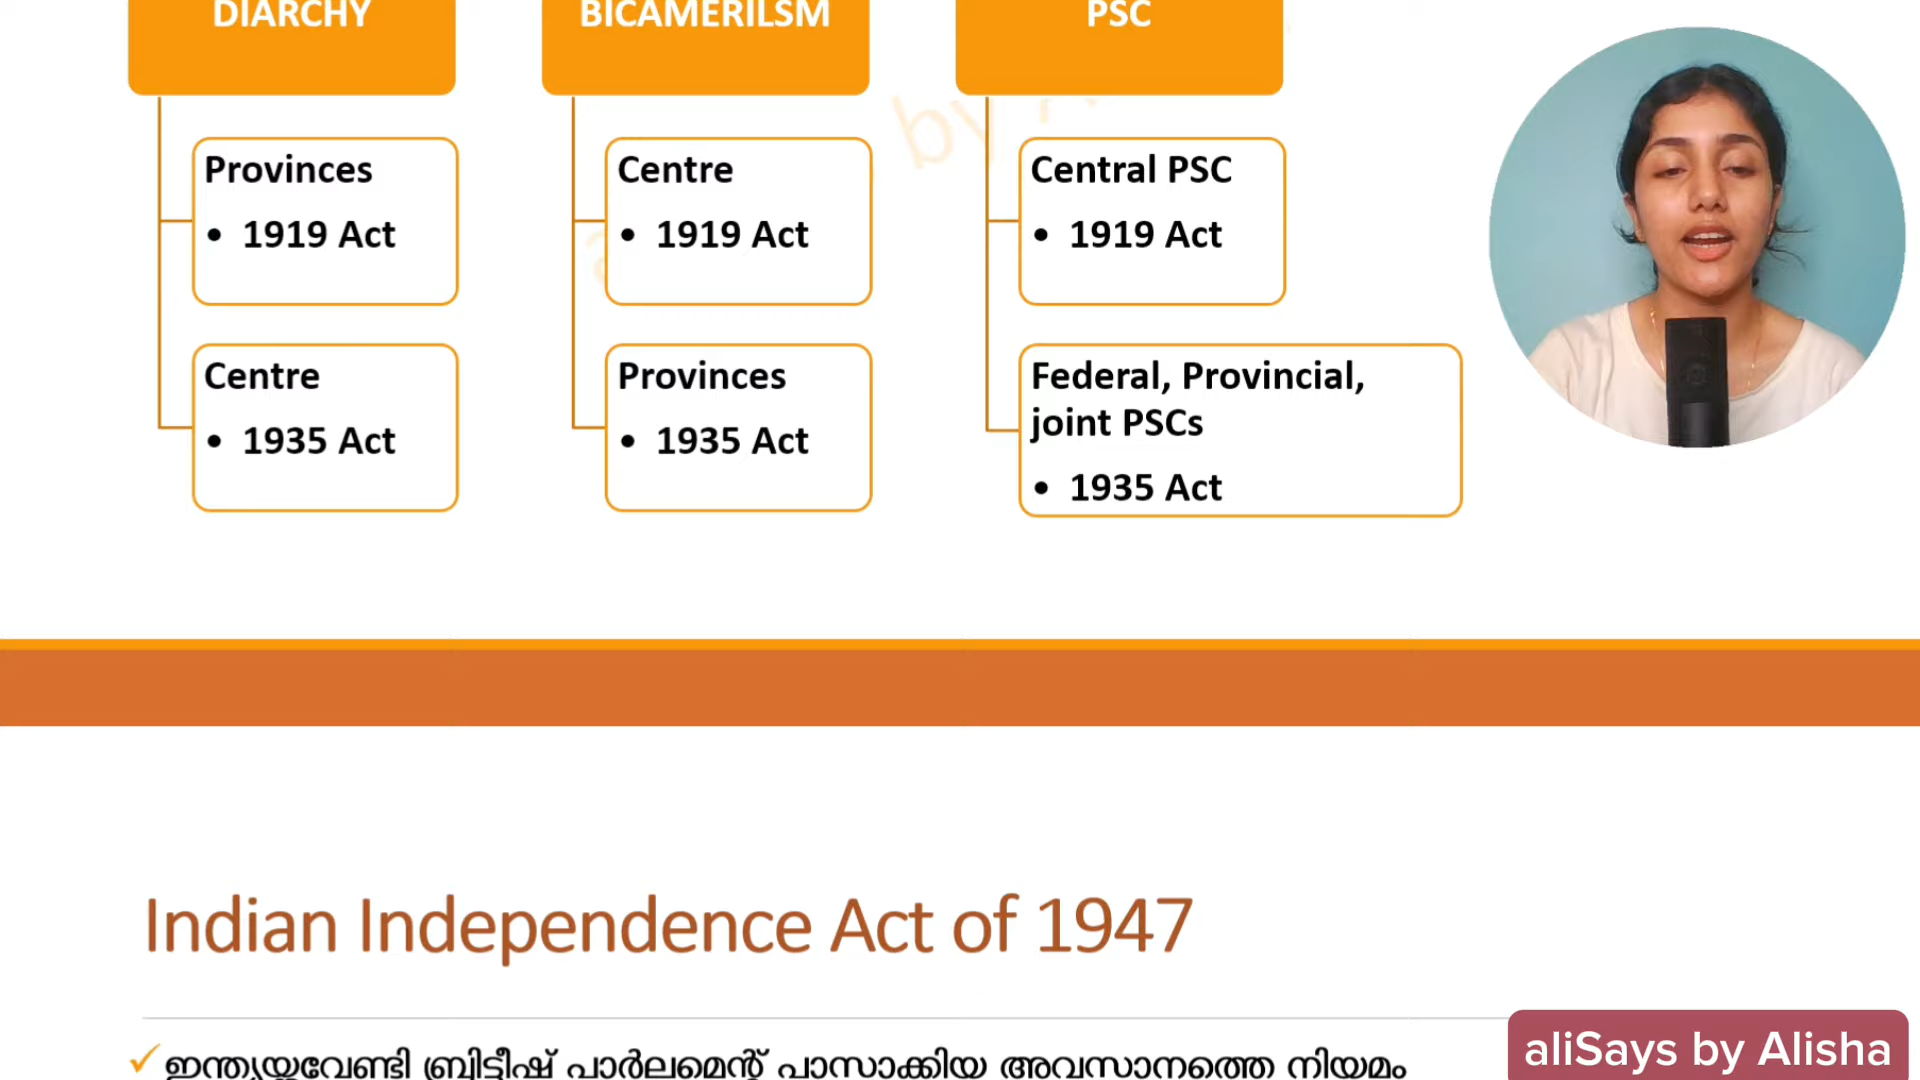 DIARCHY
BICAMERILSM
PSC
Provinces
• 1919 Act
Centre
• 1919 Act
Central PSC
• 1919 Act
Centre
• 1935 Act
Provinces
• 1935 Act
Federal, Provincial,
joint PSCs
• 1935 Act
by
Indian Independence Act of 1947
✓ ഇന്ത്യയ്ക്കുവേണ്ടി ബ്രിട്ടീഷ് പാർലമെന്റ് പാസാക്കിയ അവസാനത്തെ നിയമം
aliSays by Alisha